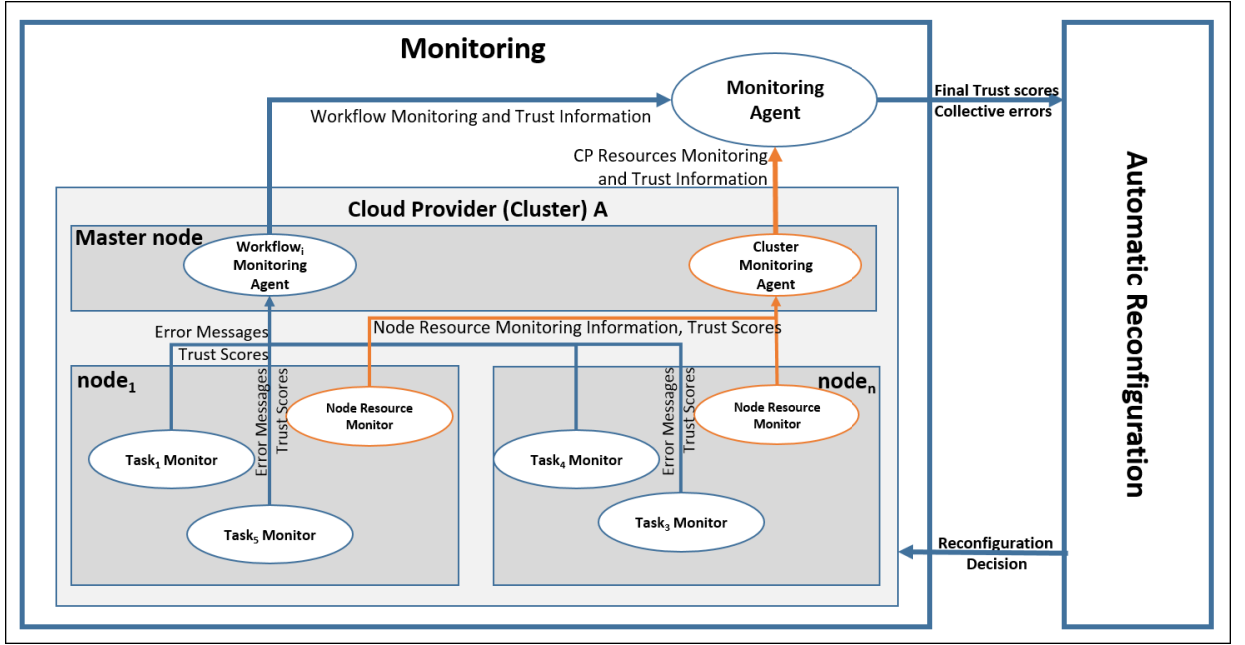 Monitoring
Monitoring
Agent
Final Trust scores
Collective errors
Workflow Monitoring and Trust Information
CP Resources Monitoring
and Trust Information
Cloud Provider (Cluster) A
Master node
Workflowᵢ
Monitoring
Agent
Cluster
Monitoring
Agent
Error Messages
Trust Scores
Node Resource Monitoring Information, Trust Scores
node₁
Error Messages
Trust Scores
Node Resource
Monitor
Task₁ Monitor
Task₅ Monitor
nodeₙ
Error Messages
Trust Scores
Node Resource
Monitor
Task₄ Monitor
Task₃ Monitor
Automatic Reconfiguration
Reconfiguration
Decision